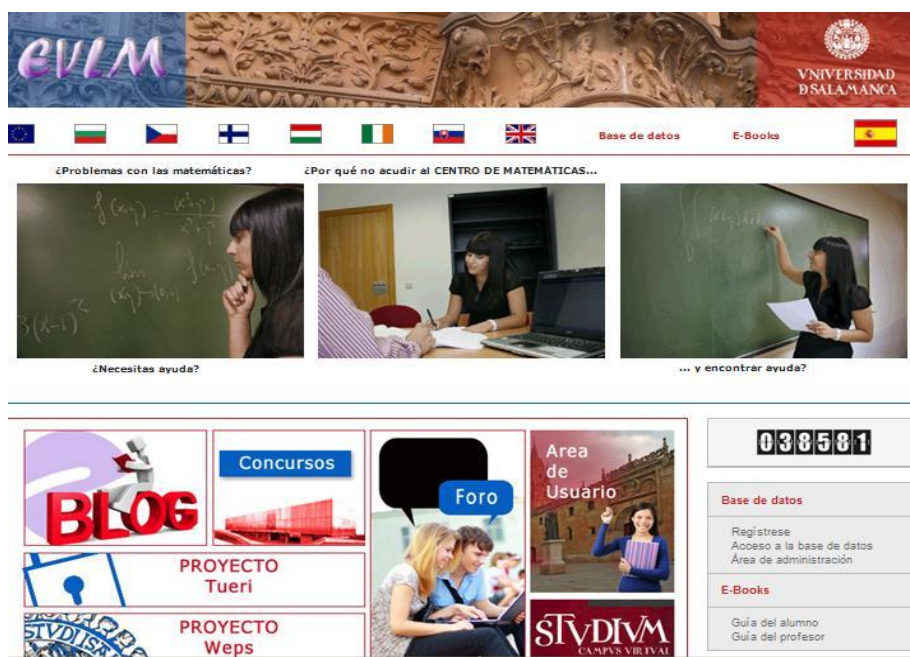 EVLM
VNIVERSIDAD
D SALAMANCA
Base de datos
E-Books
¿Problemas con las matemáticas?
¿Por qué no acudir al CENTRO DE MATEMÁTICAS...
¿Necesitas ayuda?
... y encontrar ayuda?
BLOG
Concursos
Foro
Area
de
Usuario
PROYECTO
Tueri
PROYECTO
Weps
STVDIVM
CAMPVS VIRTVAL
038581
Base de datos
Regístrese
Acceso a la base de datos
Área de administración
E-Books
Guía del alumno
Guía del profesor